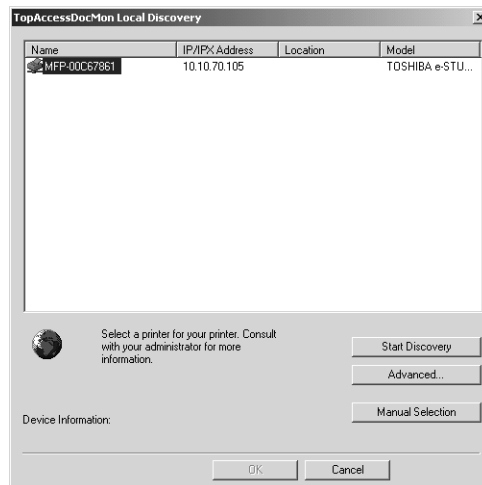 TopAccessDocMon Local Discovery
Name IP/IPX Address Location Model
MFP-00C67861 10.10.70.105 TOSHIBA e-STU...
Select a printer for your printer. Consult
with your administrator for more
information.
Start Discovery
Advanced...
Manual Selection
Device Information:
OK Cancel